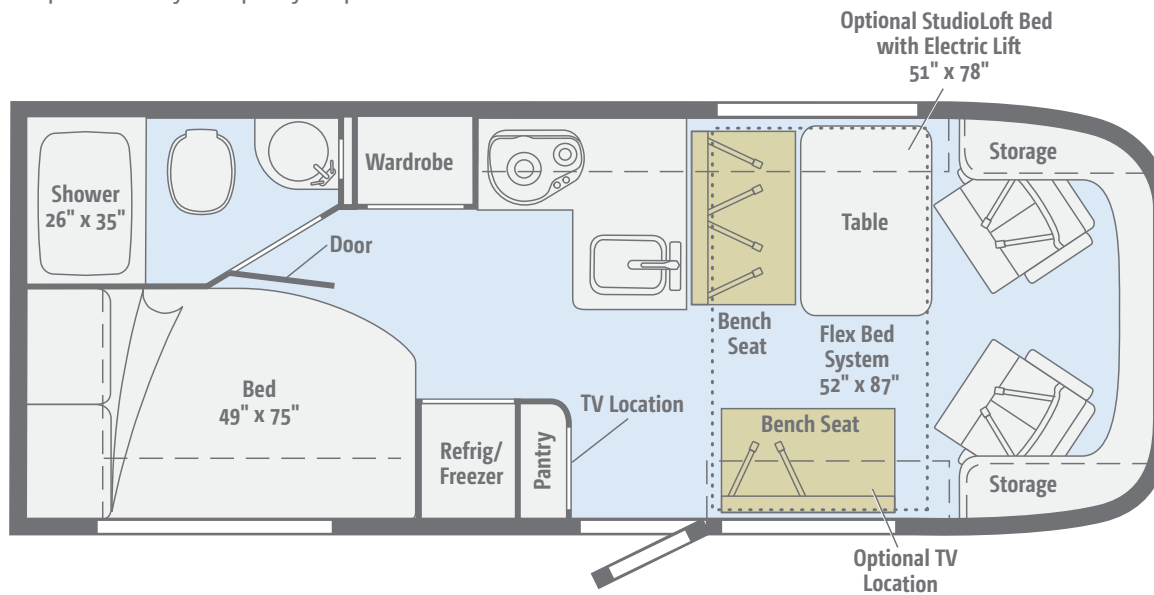 Optional StudioLoft Bed
with Electric Lift
51" x 78"
Storage
Wardrobe
Shower
26" x 35"
Table
Door
Bench
Seat
Flex Bed
System
52" x 87"
Bed
49" x 75"
TV Location
Bench Seat
Refrig/
Freezer
Pantry
Storage
Optional TV
Location